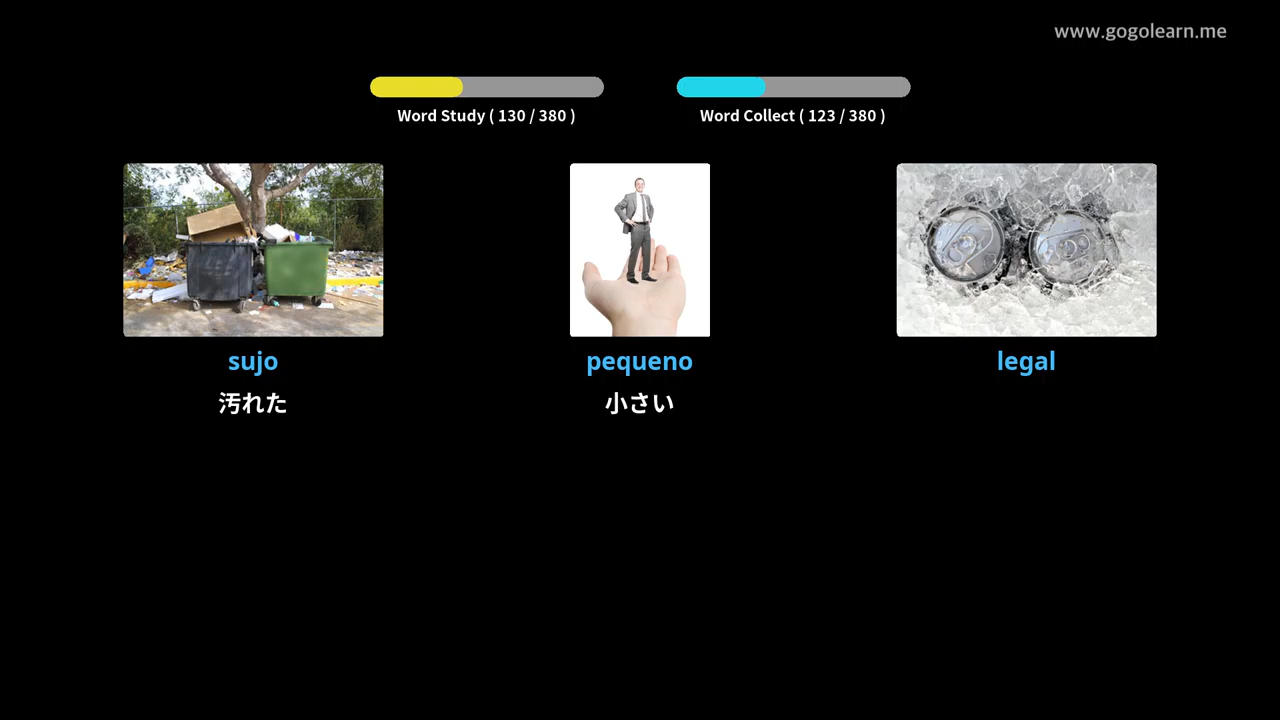 www.gogolearn.me
Word Study ( 130 / 380 )
Word Collect ( 123 / 380 )
sujo
pequeno
legal
汚れた
小さい